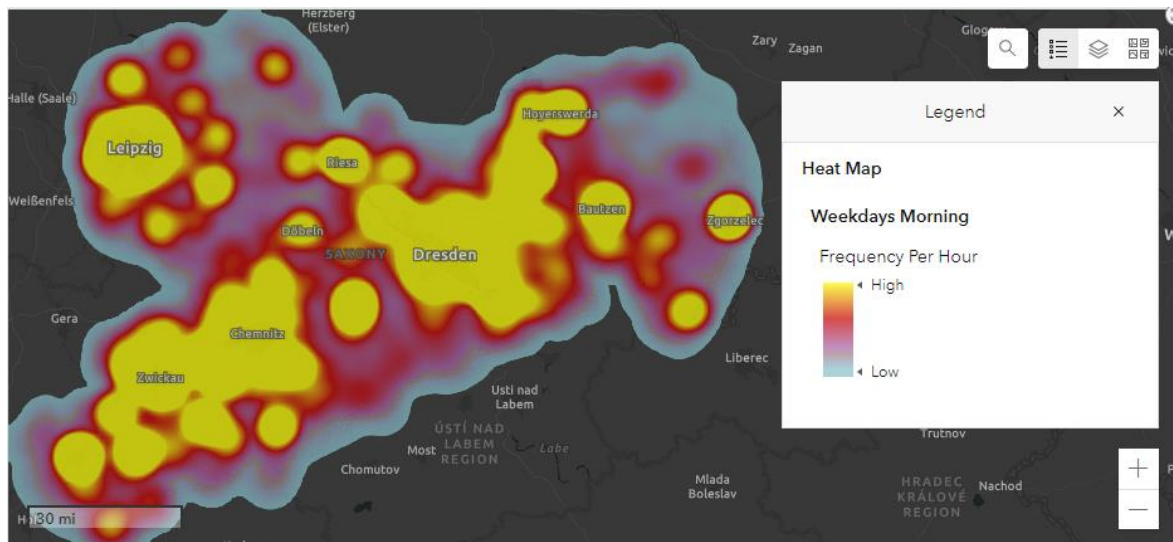 Herzberg
(Elster)
Zary
Zagan
Halle (Saale)
Hoyerswerda
Leipzig
Riesa
Weißenfels
Bautzen
Zgorzelec
Döbeln
SAXONY
Dresden
Gera
Chemnitz
Zwickau
Liberec
Usti nad
Labem
ÚSTÍ NAD
LABEM
REGION
Most
Labe
Chomutov
Mlada
Boleslav
Trutnov
HRADEC
KRÁLOVÉ
REGION
Nachod
30 mi
Legend
Heat Map
Weekdays Morning
Frequency Per Hour
High
Low